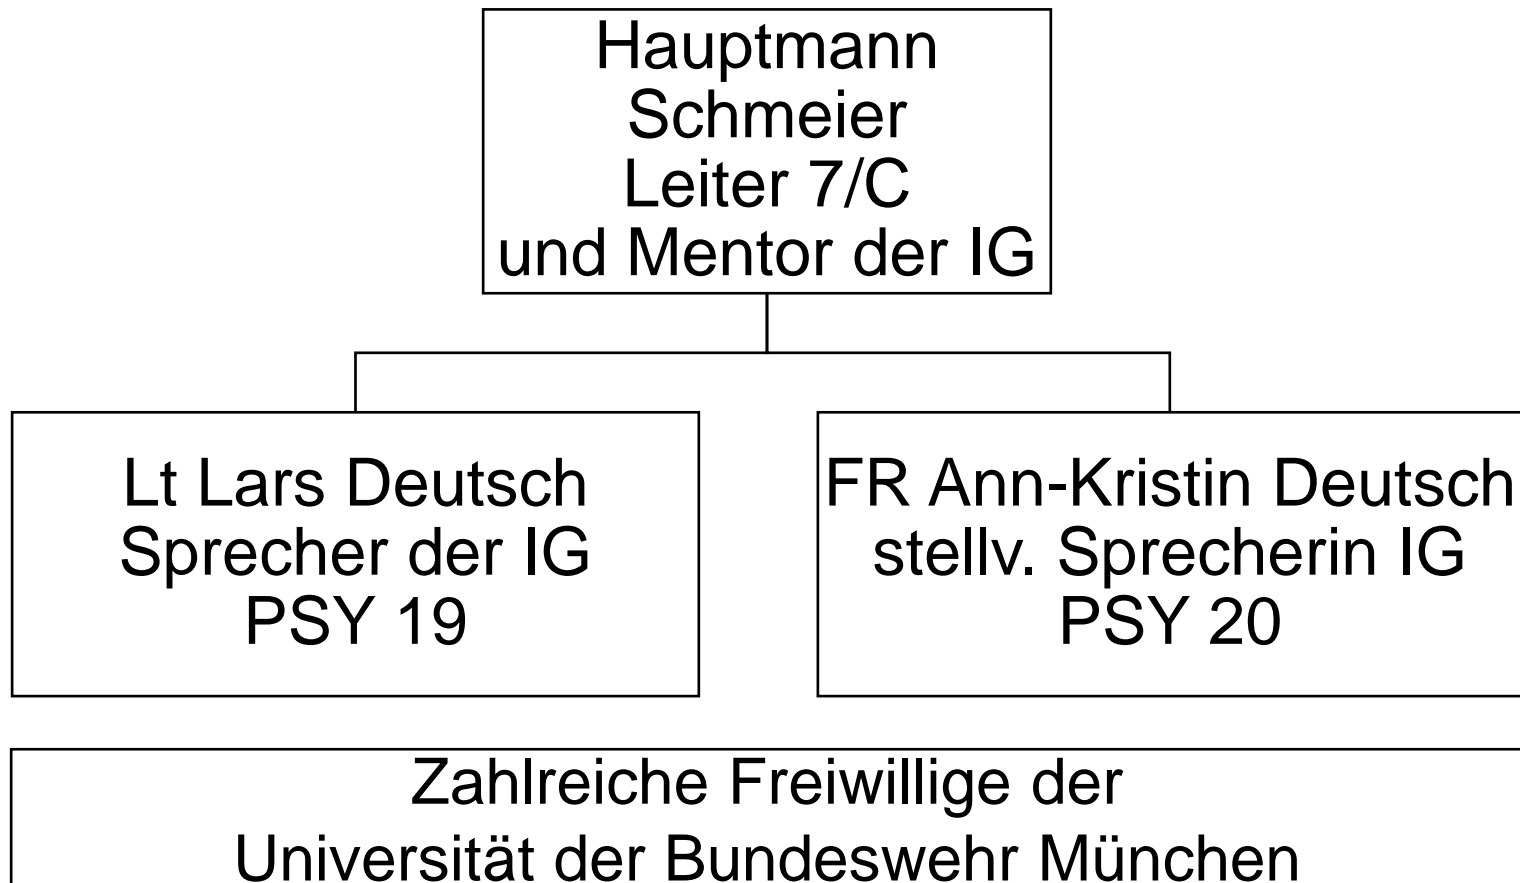 Hauptmann
Schmeier
Leiter 7/C
und Mentor der IG
Lt Lars Deutsch
Sprecher der IG
PSY 19
FR Ann-Kristin Deutsch
stellv. Sprecherin IG
PSY 20
Zahlreiche Freiwillige der
Universität der Bundeswehr München